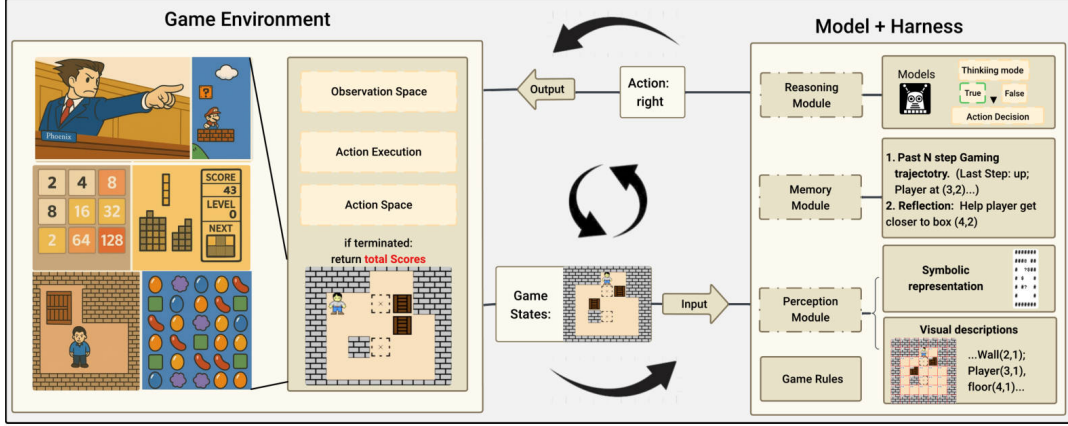 Game Environment
Model + Harness
Phoenix
?
2 4 8
8 16 32
2 64 128
SCORE
43
LEVEL
0
NEXT
Observation Space
Action Execution
Action Space
if terminated:
return total Scores
Output
Action:
right
Game
States:
Input
Reasoning
Module
Models
Thinkiing mode
True
False
Action Decision
Memory
Module
1. Past N step Gaming
trajectotry. (Last Step: up;
Player at (3,2)...)
2. Reflection: Help player get
closer to box (4,2)
Perception
Module
Symbolic
representation
Visual descriptions
...Wall(2,1);
Player(3,1),
floor(4,1)...
Game Rules